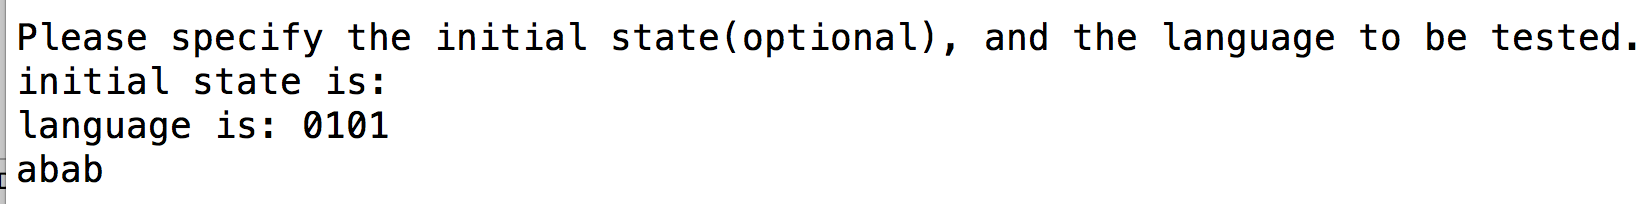 Please specify the initial state(optional), and the language to be tested.
initial state is:
language is: 0101
abab